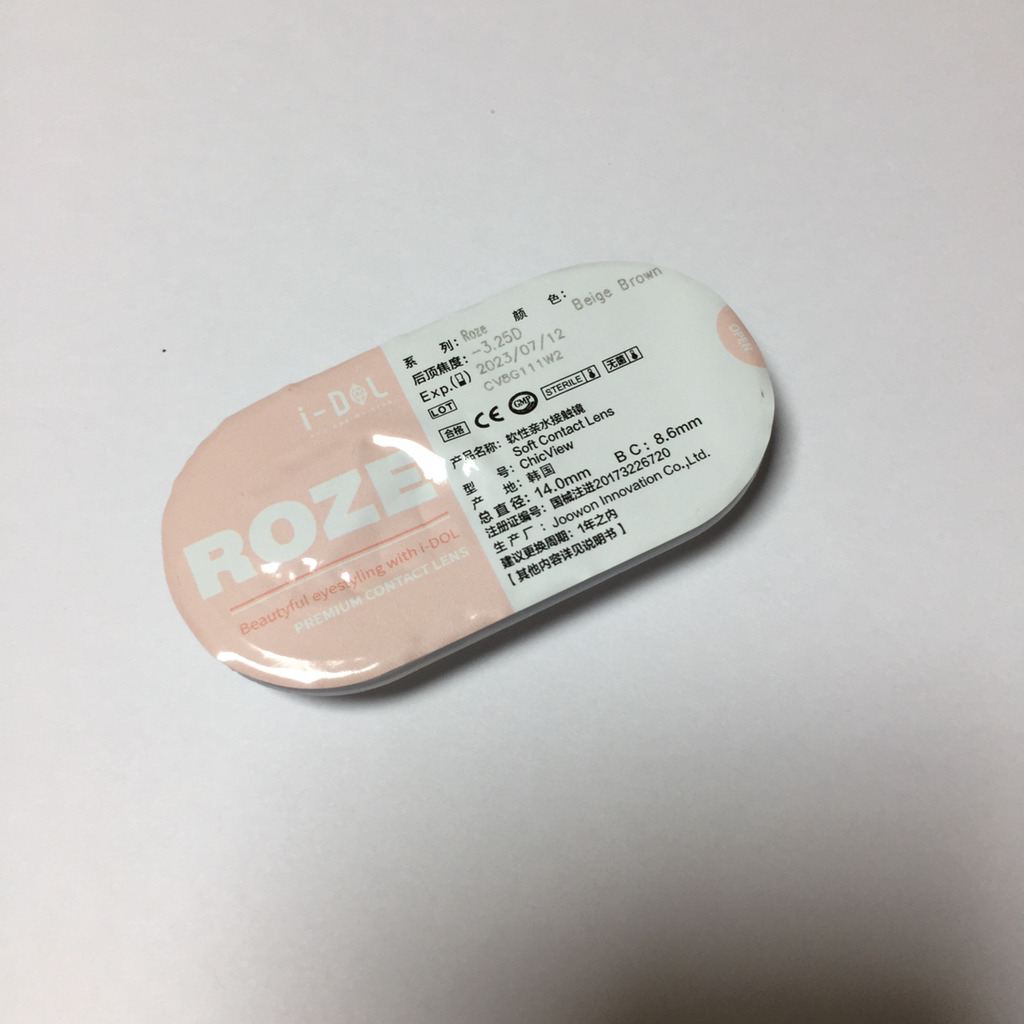 i-DOL
ROZE
Beautyful eyestyling with i-DOL
PREMIUM CONTACT LENS
系 列: Roze 颜 色: Beige Brown
后顶焦度: -3.25D
Exp.( ) 2023/07/12
LOT CV8G111W2
合格 CE GMP STERILE 无菌
产品名称: 软性亲水接触镜
Soft Contact Lens
型 号: ChicView
产 地: 韩国
总 直 径: 14.0mm BC: 8.6mm
注册证编号: 国械注进20173226720
生 产 厂 : Joowon Innovation Co.,Ltd.
建议更换周期: 1年之内
[ 其他内容详见说明书 ]
OPEN